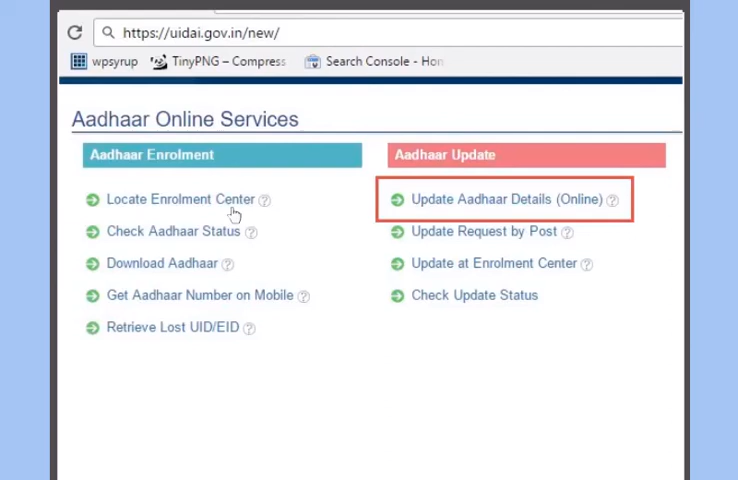 https://uidai.gov.in/new/
wpsyrup TinyPNG – Compress Search Console - Hon
Aadhaar Online Services
Aadhaar Enrolment
Locate Enrolment Center ?
Check Aadhaar Status ?
Download Aadhaar ?
Get Aadhaar Number on Mobile ?
Retrieve Lost UID/EID ?
Aadhaar Update
Update Aadhaar Details (Online) ?
Update Request by Post ?
Update at Enrolment Center ?
Check Update Status